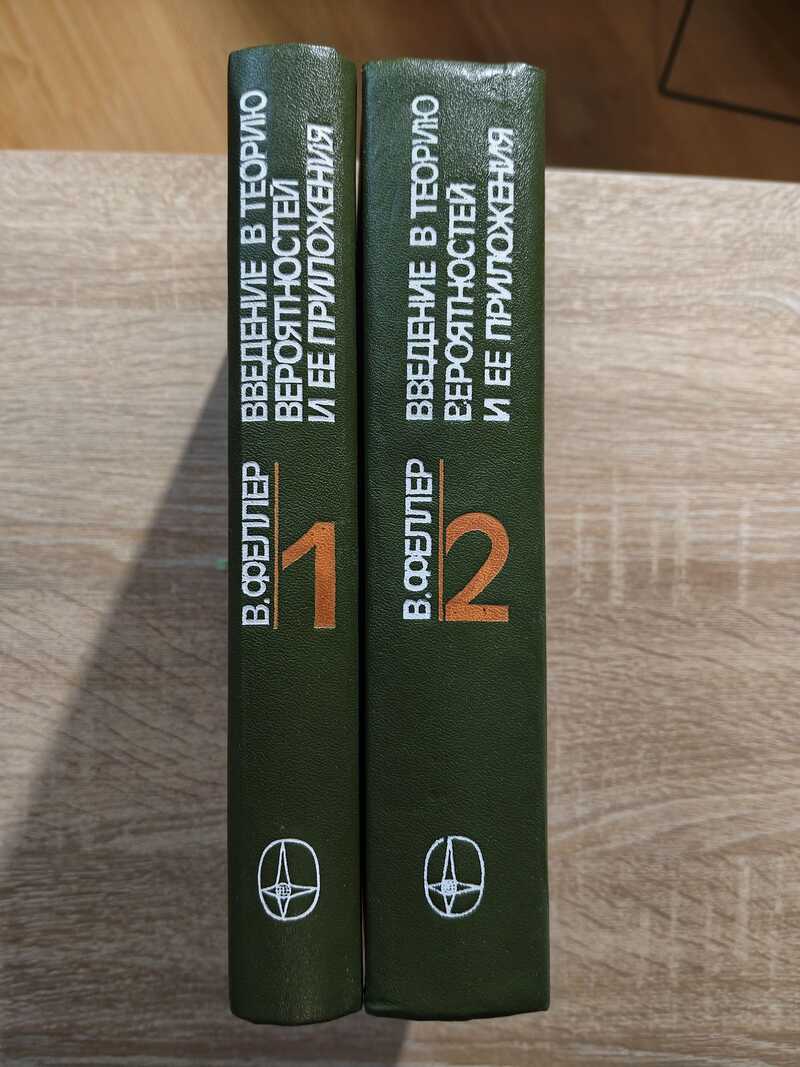 В. ФЕЛЛЕР
1
ВВЕДЕНИЕ В ТЕОРИЮ
ВЕРОЯТНОСТЕЙ
И ЕЕ ПРИЛОЖЕНИЯ
В. ФЕЛЛЕР
2
ВВЕДЕНИЕ В ТЕОРИЮ
ВЕРОЯТНОСТЕЙ
И ЕЕ ПРИЛОЖЕНИЯ